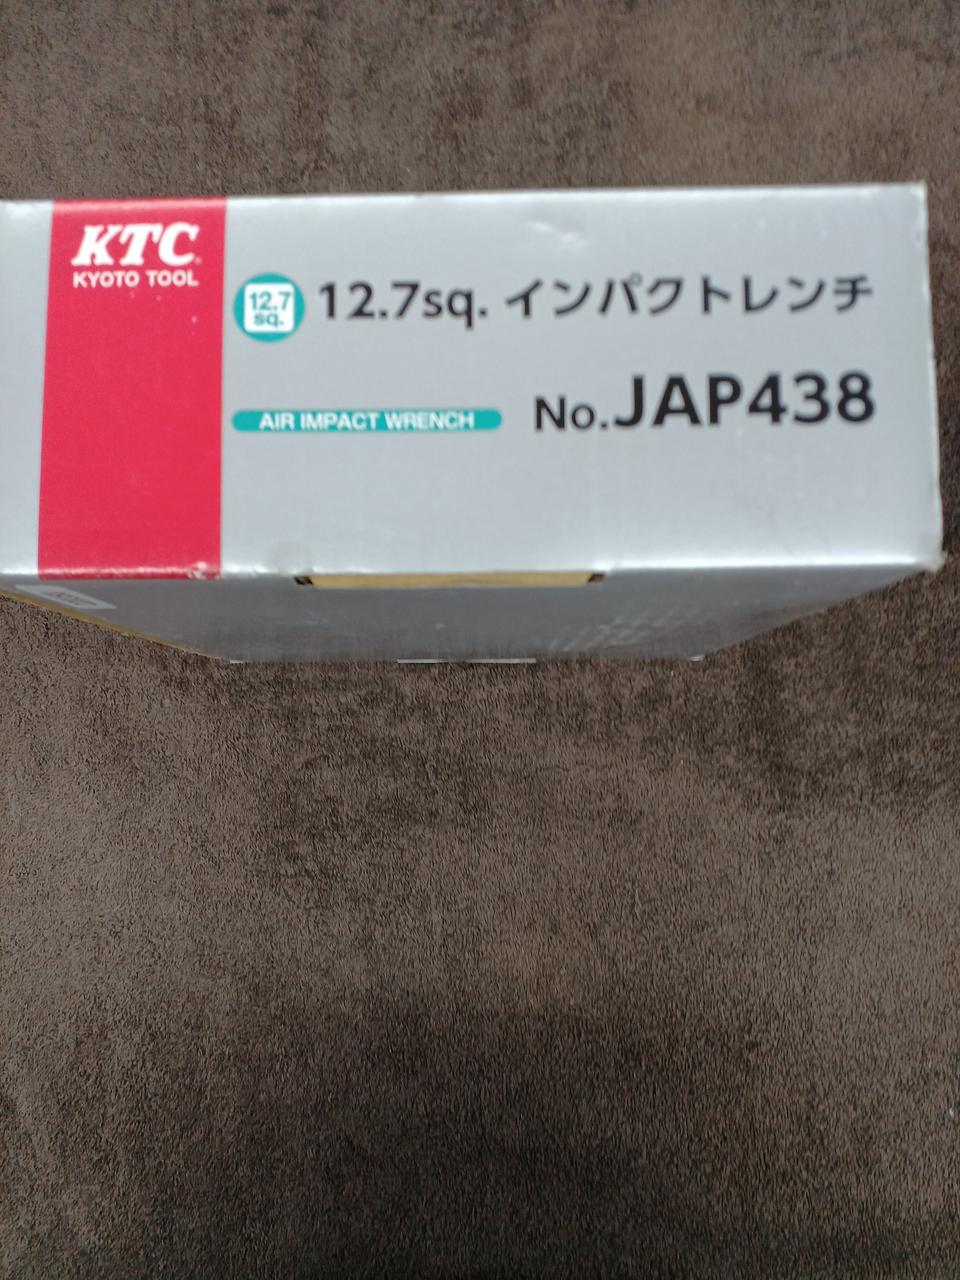 KTC
KYOTO TOOL
12.7
sq.
12.7sq. インパクトレンチ
AIR IMPACT WRENCH
No.JAP438